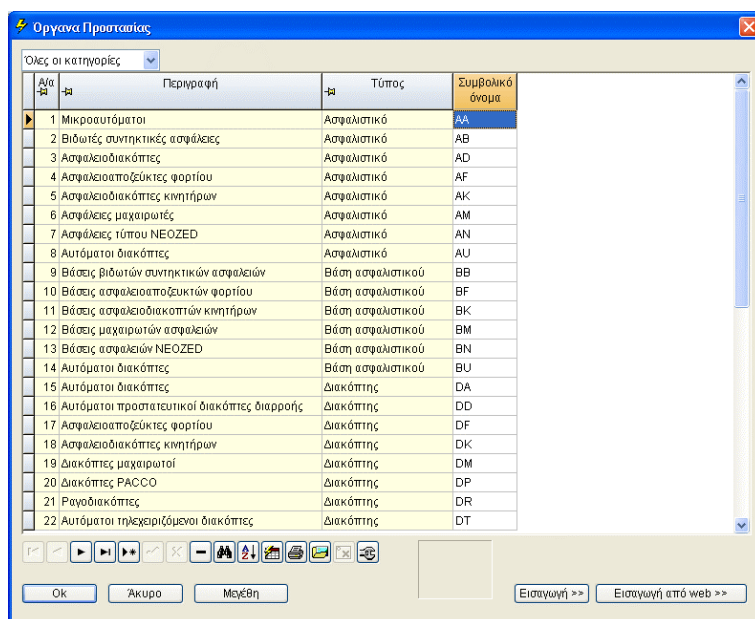 Όργανα Προστασίας
Όλες οι κατηγορίες
Α/α Περιγραφή Τύπος Συμβολικό όνομα
1 Μικροαυτόματοι Ασφαλιστικό AA
2 Βιδωτές συντηκτικές ασφάλειες Ασφαλιστικό AB
3 Ασφαλειοδιακόπτες Ασφαλιστικό AD
4 Ασφαλειοαποζεύκτες φορτίου Ασφαλιστικό AF
5 Ασφαλειοδιακόπτες κινητήρων Ασφαλιστικό AK
6 Ασφάλειες μαχαιρωτές Ασφαλιστικό AM
7 Ασφάλειες τύπου NEOZED Ασφαλιστικό AN
8 Αυτόματοι διακόπτες Ασφαλιστικό AU
9 Βάσεις βιδωτών συντηκτικών ασφαλειών Βάση ασφαλιστικού BB
10 Βάσεις ασφαλειοαποζευκτών φορτίου Βάση ασφαλιστικού BF
11 Βάσεις ασφαλειοδιακοπτών κινητήρων Βάση ασφαλιστικού BK
12 Βάσεις μαχαιρωτών ασφαλειών Βάση ασφαλιστικού BM
13 Βάσεις ασφαλειών NEOZED Βάση ασφαλιστικού BN
14 Αυτόματοι διακόπτες Βάση ασφαλιστικού BU
15 Αυτόματοι διακόπτες Διακόπτης DA
16 Αυτόματοι προστατευτικοί διακόπτες διαρροής Διακόπτης DD
17 Ασφαλειοαποζεύκτες φορτίου Διακόπτης DF
18 Ασφαλειοδιακόπτες κινητήρων Διακόπτης DK
19 Διακόπτες μαχαιρωτοί Διακόπτης DM
20 Διακόπτες PACCO Διακόπτης DP
21 Ραγοδιακόπτες Διακόπτης DR
22 Αυτόματοι τηλεχειριζόμενοι διακόπτες Διακόπτης DT
Ok Άκυρο Μεγέθη Εισαγωγή >> Εισαγωγή από web >>